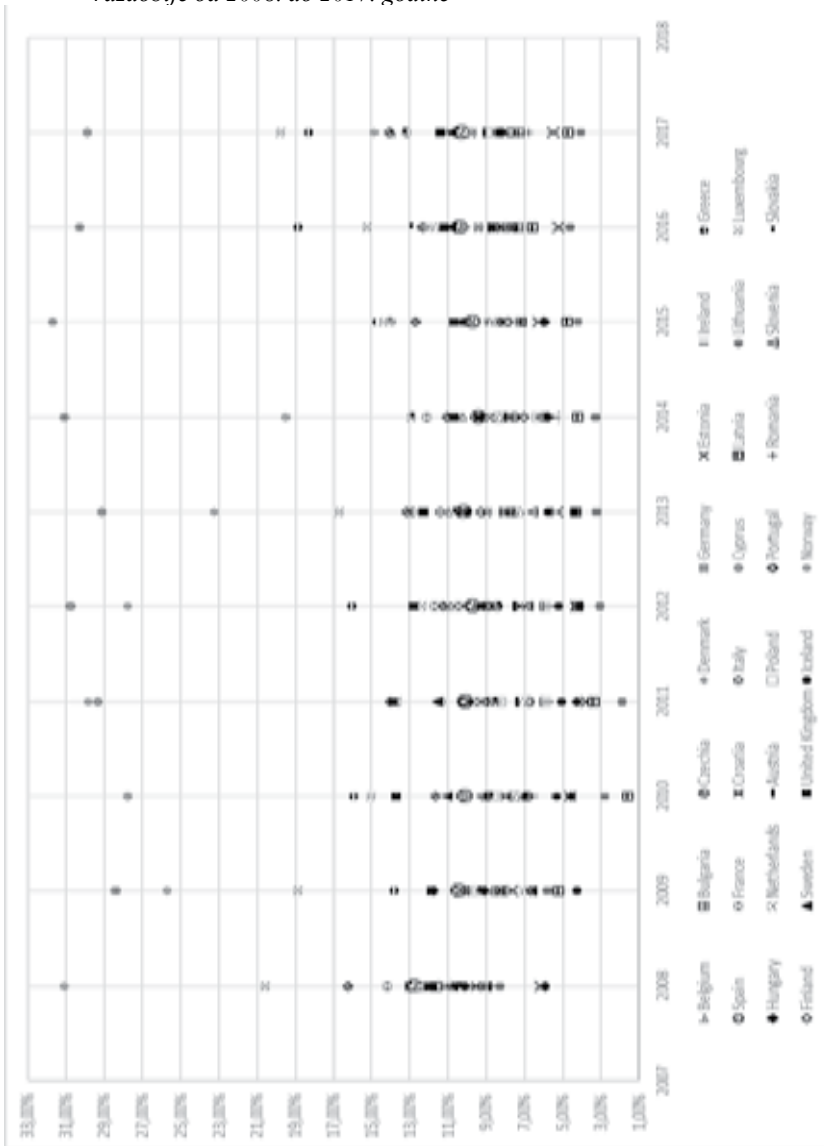 razdoblje od 2008. do 2017. godine
33,00%
31,00%
29,00%
27,00%
25,00%
23,00%
21,00%
19,00%
17,00%
15,00%
13,00%
11,00%
9,00%
7,00%
5,00%
3,00%
1,00%
2007 2008 2009 2010 2011 2012 2013 2014 2015 2016 2017 2018
Belgium Bulgaria Czechia Denmark Germany Estonia Ireland Greece
Spain France Croatia Italy Cyprus Latvia Lithuania Luxembourg
Hungary Netherlands Austria Poland Portugal Romania Slovenia Slovakia
Finland Sweden United Kingdom Iceland Norway